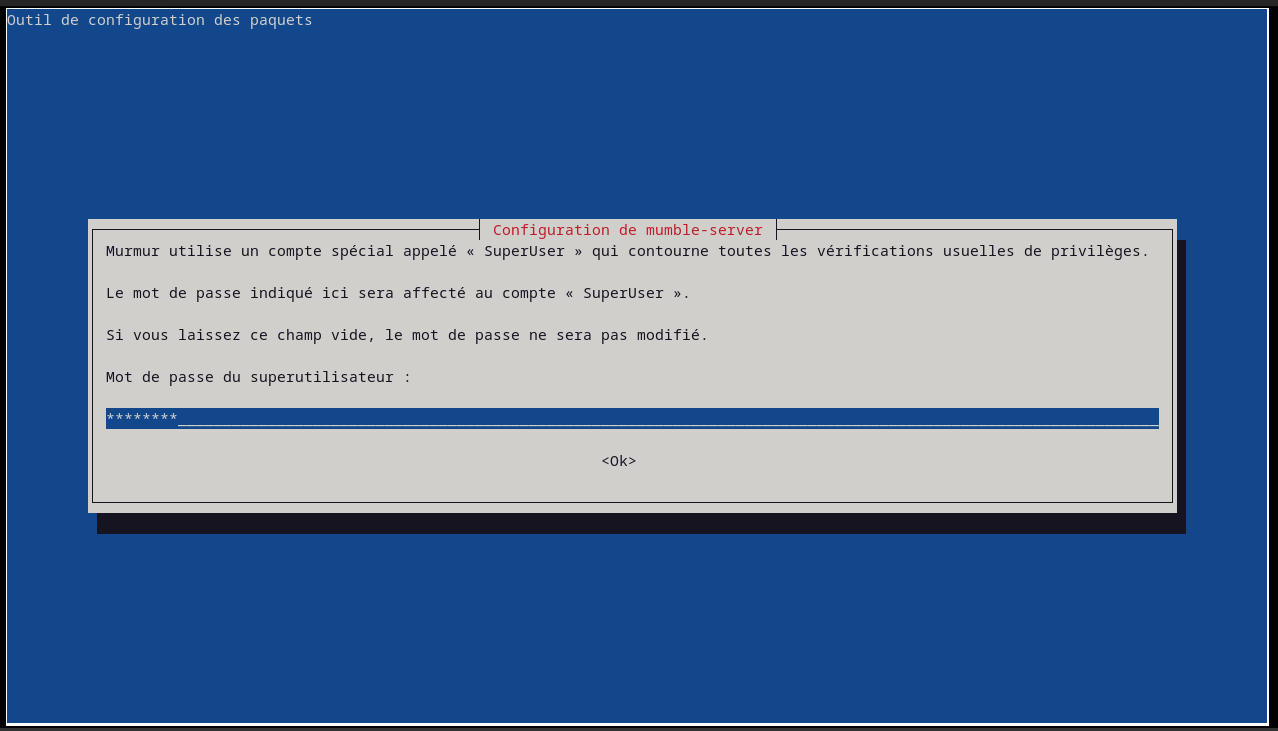 Outil de configuration des paquets
Configuration de mumble-server
Murmur utilise un compte spécial appelé « SuperUser » qui contourne toutes les vérifications usuelles de privilèges.
Le mot de passe indiqué ici sera affecté au compte « SuperUser ».
Si vous laissez ce champ vide, le mot de passe ne sera pas modifié.
Mot de passe du superutilisateur :
********
<Ok>